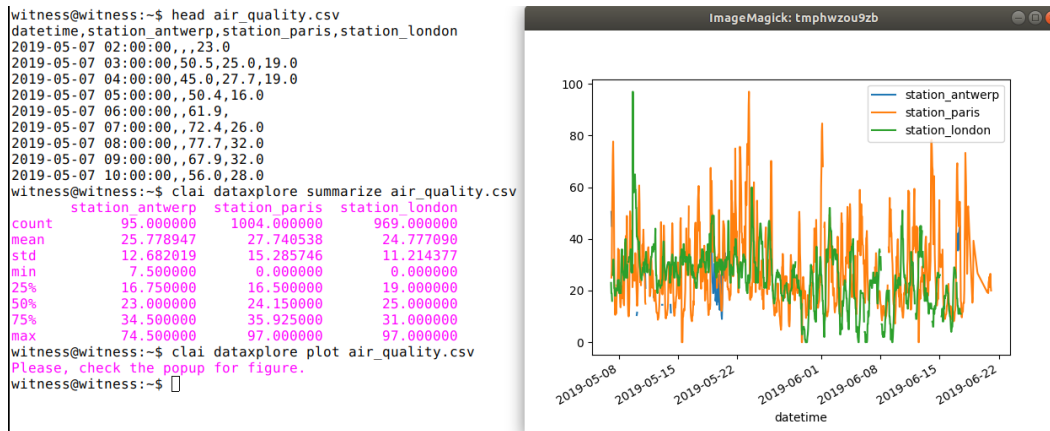 witness@witness:~$ head air_quality.csv
datetime,station_antwerp,station_paris,station_london
2019-05-07 02:00:00,,,23.0
2019-05-07 03:00:00,50.5,25.0,19.0
2019-05-07 04:00:00,45.0,27.7,19.0
2019-05-07 05:00:00,,50.4,16.0
2019-05-07 06:00:00,,61.9,
2019-05-07 07:00:00,,72.4,26.0
2019-05-07 08:00:00,,77.7,32.0
2019-05-07 09:00:00,,67.9,32.0
2019-05-07 10:00:00,,56.0,28.0
witness@witness:~$ clai dataxplore summarize air_quality.csv
station_antwerp station_paris station_london
count 95.000000 1004.000000 969.000000
mean 25.778947 27.740538 24.777090
std 12.682019 15.285746 11.214377
min 7.500000 0.000000 0.000000
25% 16.750000 16.500000 19.000000
50% 23.000000 24.150000 25.000000
75% 34.500000 35.925000 31.000000
max 74.500000 97.000000 97.000000
witness@witness:~$ clai dataxplore plot air_quality.csv
Please, check the popup for figure.
witness@witness:~$
ImageMagick: tmphwzou9zb
station_antwerp
station_paris
station_london
100
80
60
40
20
0
2019-05-08
2019-05-15
2019-05-22
2019-06-01
2019-06-08
2019-06-15
2019-06-22
datetime